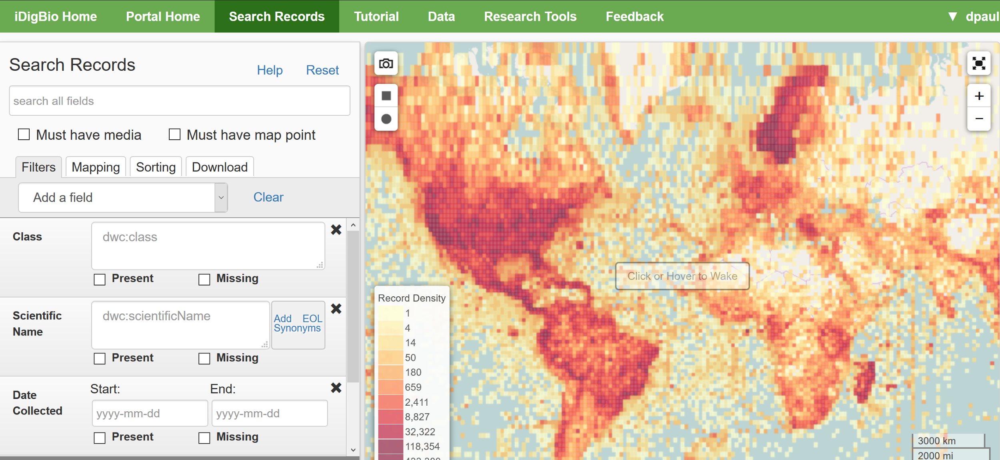 iDigBio Home Portal Home Search Records Tutorial Data Research Tools Feedback ▼ dpaul
Search Records
Help Reset
search all fields
Must have media Must have map point
Filters Mapping Sorting Download
Add a field Clear
Class
dwc:class
Present Missing
Scientific
Name
dwc:scientificName
Add EOL
Synonyms
Present Missing
Date
Collected
Start: End:
yyyy-mm-dd yyyy-mm-dd
Present Missing
+
−
Click or Hover to Wake
Record Density
1
4
14
50
180
659
2,411
8,827
32,322
118,354
3000 km
2000 mi